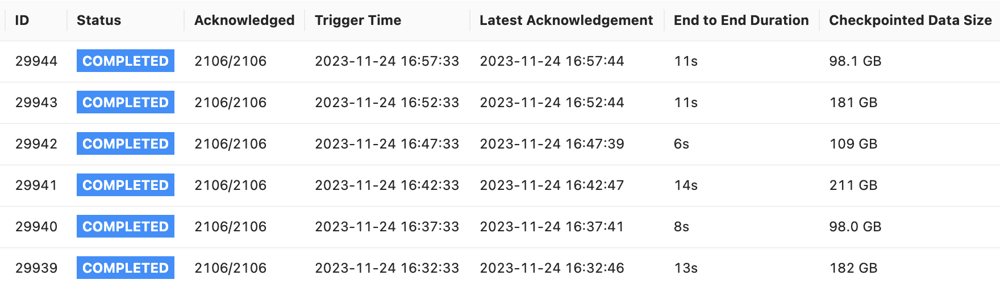 ID Status Acknowledged Trigger Time Latest Acknowledgement End to End Duration Checkpointed Data Size
29944 COMPLETED 2106/2106 2023-11-24 16:57:33 2023-11-24 16:57:44 11s 98.1 GB
29943 COMPLETED 2106/2106 2023-11-24 16:52:33 2023-11-24 16:52:44 11s 181 GB
29942 COMPLETED 2106/2106 2023-11-24 16:47:33 2023-11-24 16:47:39 6s 109 GB
29941 COMPLETED 2106/2106 2023-11-24 16:42:33 2023-11-24 16:42:47 14s 211 GB
29940 COMPLETED 2106/2106 2023-11-24 16:37:33 2023-11-24 16:37:41 8s 98.0 GB
29939 COMPLETED 2106/2106 2023-11-24 16:32:33 2023-11-24 16:32:46 13s 182 GB